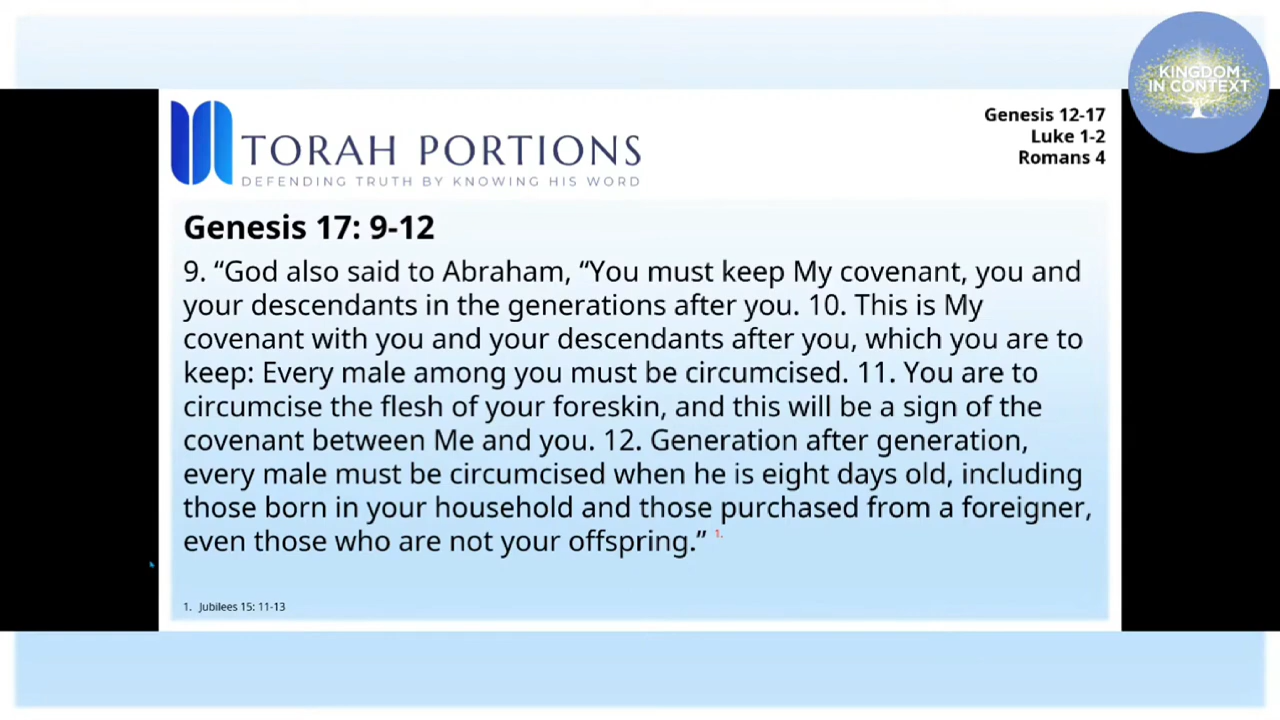 KINGDOM
IN CONTEXT
Genesis 12-17
Luke 1-2
Romans 4
TORAH PORTIONS
DEFENDING TRUTH BY KNOWING HIS WORD
Genesis 17: 9-12
9. “God also said to Abraham, “You must keep My covenant, you and
your descendants in the generations after you. 10. This is My
covenant with you and your descendants after you, which you are to
keep: Every male among you must be circumcised. 11. You are to
circumcise the flesh of your foreskin, and this will be a sign of the
covenant between Me and you. 12. Generation after generation,
every male must be circumcised when he is eight days old, including
those born in your household and those purchased from a foreigner,
even those who are not your offspring.” 1.
1. Jubilees 15: 11-13